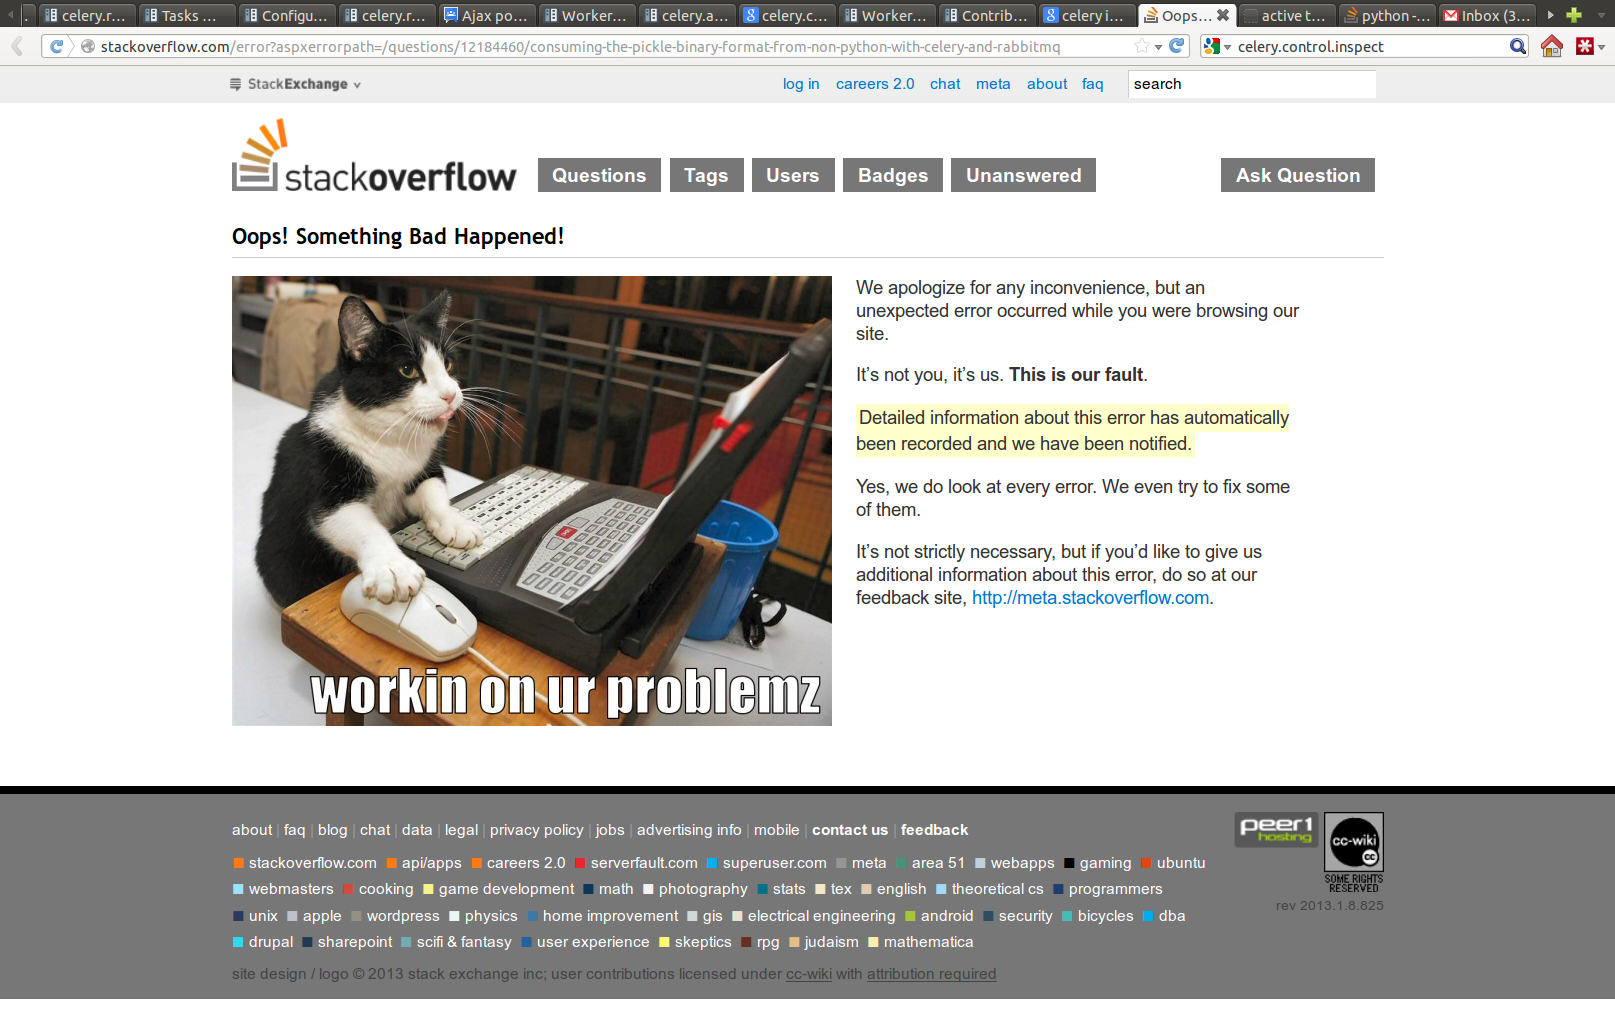 celery.r...
Tasks ...
Configu...
celery.r...
Ajax po...
Worker...
celery.a...
celery.c...
Worker...
Contrib...
celery i...
Oops...
active t...
python -...
Inbox (3...
stackoverflow.com/error?aspxerrorpath=/questions/12184460/consuming-the-pickle-binary-format-from-non-python-with-celery-and-rabbitmq
celery.control.inspect
StackExchange
log in careers 2.0 chat meta about faq
search
stackoverflow
Questions Tags Users Badges Unanswered Ask Question
Oops! Something Bad Happened!
We apologize for any inconvenience, but an
unexpected error occurred while you were browsing our
site.
It's not you, it's us. This is our fault.
Detailed information about this error has automatically
been recorded and we have been notified.
Yes, we do look at every error. We even try to fix some
of them.
It's not strictly necessary, but if you'd like to give us
additional information about this error, do so at our
feedback site, http://meta.stackoverflow.com.
workin on ur problemz
about | faq | blog | chat | data | legal | privacy policy | jobs | advertising info | mobile | contact us | feedback
stackoverflow.com api/apps careers 2.0 serverfault.com superuser.com meta area 51 webapps gaming ubuntu
webmasters cooking game development math photography stats tex english theoretical cs programmers
unix apple wordpress physics home improvement gis electrical engineering android security bicycles dba
drupal sharepoint scifi & fantasy user experience skeptics rpg judaism mathematica
site design / logo © 2013 stack exchange inc; user contributions licensed under cc-wiki with attribution required
peer1
hosting
cc-wiki
cc
SOME RIGHTS
RESERVED
rev 2013.1.8.825